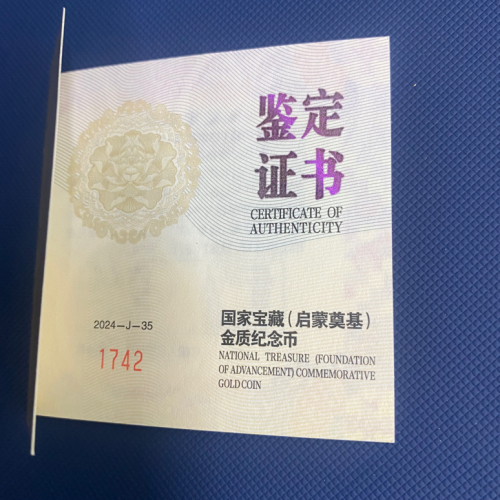 鉴定
证书
CERTIFICATE OF
AUTHENTICITY
国家宝藏（启蒙奠基）
金质纪念币
NATIONAL TREASURE (FOUNDATION
OF ADVANCEMENT) COMMEMORATIVE
GOLD COIN
2024-J-35
1742